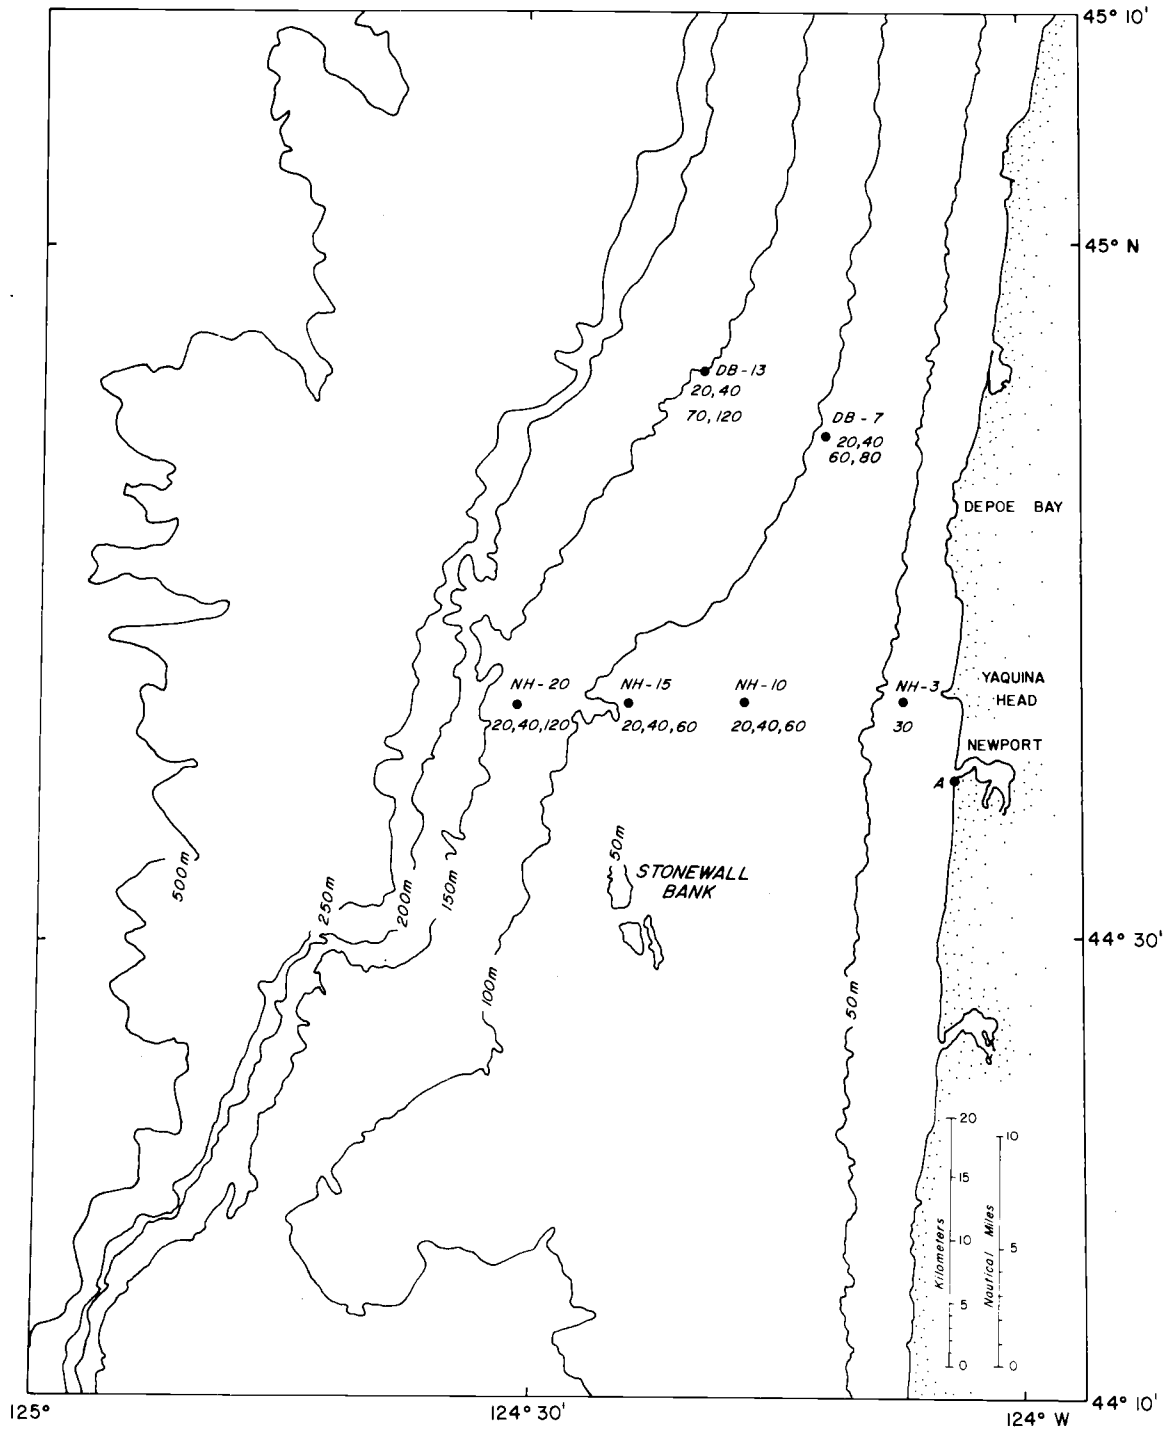 45° 10'
45° N
DB-13
20,40
70,120
DB-7
20,40
60,80
DEPOE BAY
YAQUINA
HEAD
NH-20
20,40,120
NH-15
20,40,60
NH-10
20,40,60
NH-3
30
NEWPORT
A
50m
STONEWALL
BANK
500m
250m
200m
150m
44° 30'
100m
50m
20
15
10
5
0
Kilometers
10
5
0
Nautical Miles
125°
124° 30'
124° W
44° 10'